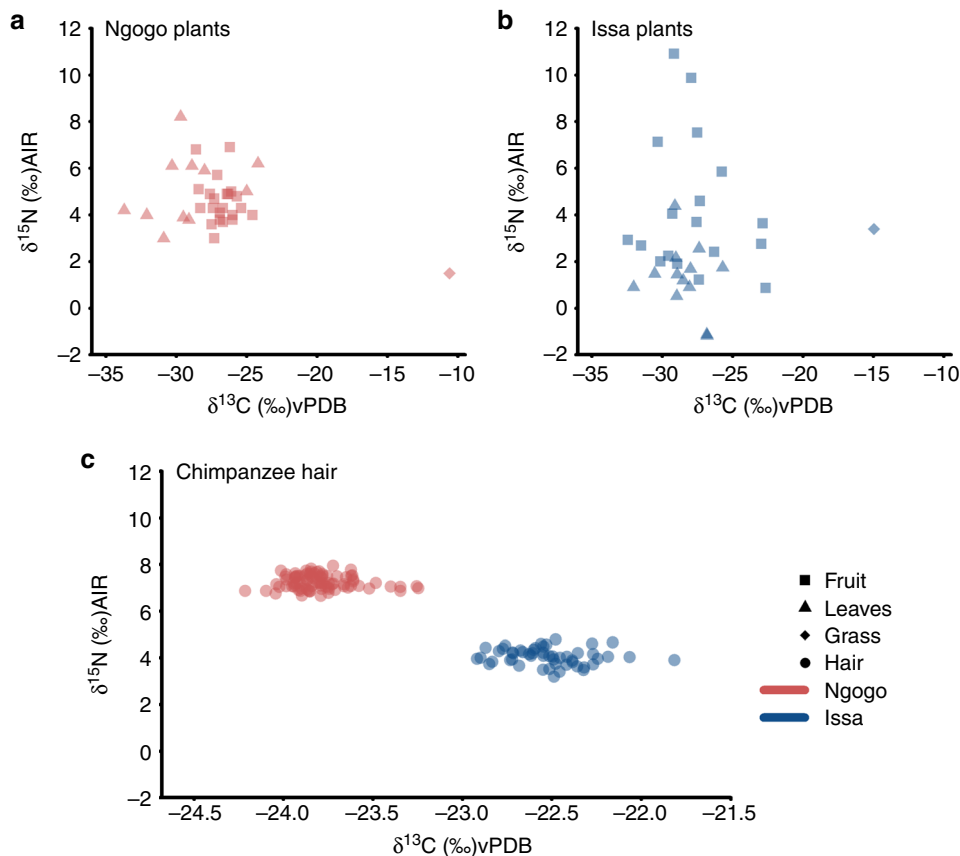 a
Ngogo plants
12
10
8
6
4
2
0
−2
δ15N (‰)AIR
−35 −30 −25 −20 −15 −10
δ13C (‰)vPDB
b
Issa plants
12
10
8
6
4
2
0
−2
δ15N (‰)AIR
−35 −30 −25 −20 −15 −10
δ13C (‰)vPDB
c
Chimpanzee hair
12
10
8
6
4
2
0
−2
δ15N (‰)AIR
−24.5 −24.0 −23.5 −23.0 −22.5 −22.0 −21.5
δ13C (‰)vPDB
Fruit
Leaves
Grass
Hair
Ngogo
Issa